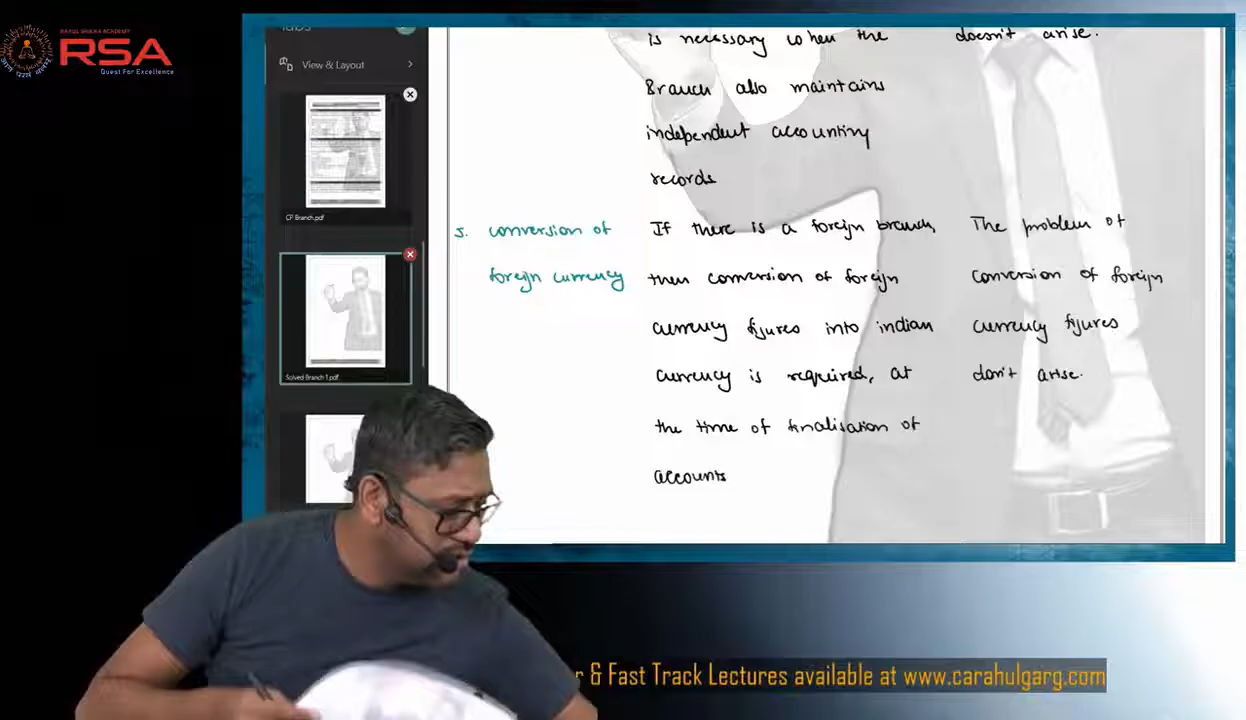 RAHUL SHARA ACADEMY
RSA
Quest For Excellence
View & Layout
CF Branch.pdf
Solved Branch 1.pdf
is necessary when the
Branch also maintains
independent accounting
records
doesn't arise.
5. conversion of
foreign currency
If there is a foreign branch,
then conversion of foreign
currency figures into indian
currency is required, at
the time of finalisation of
accounts
The problem of
conversion of foreign
currency figures
don't arise.
r & Fast Track Lectures available at www.carahulgarg.com